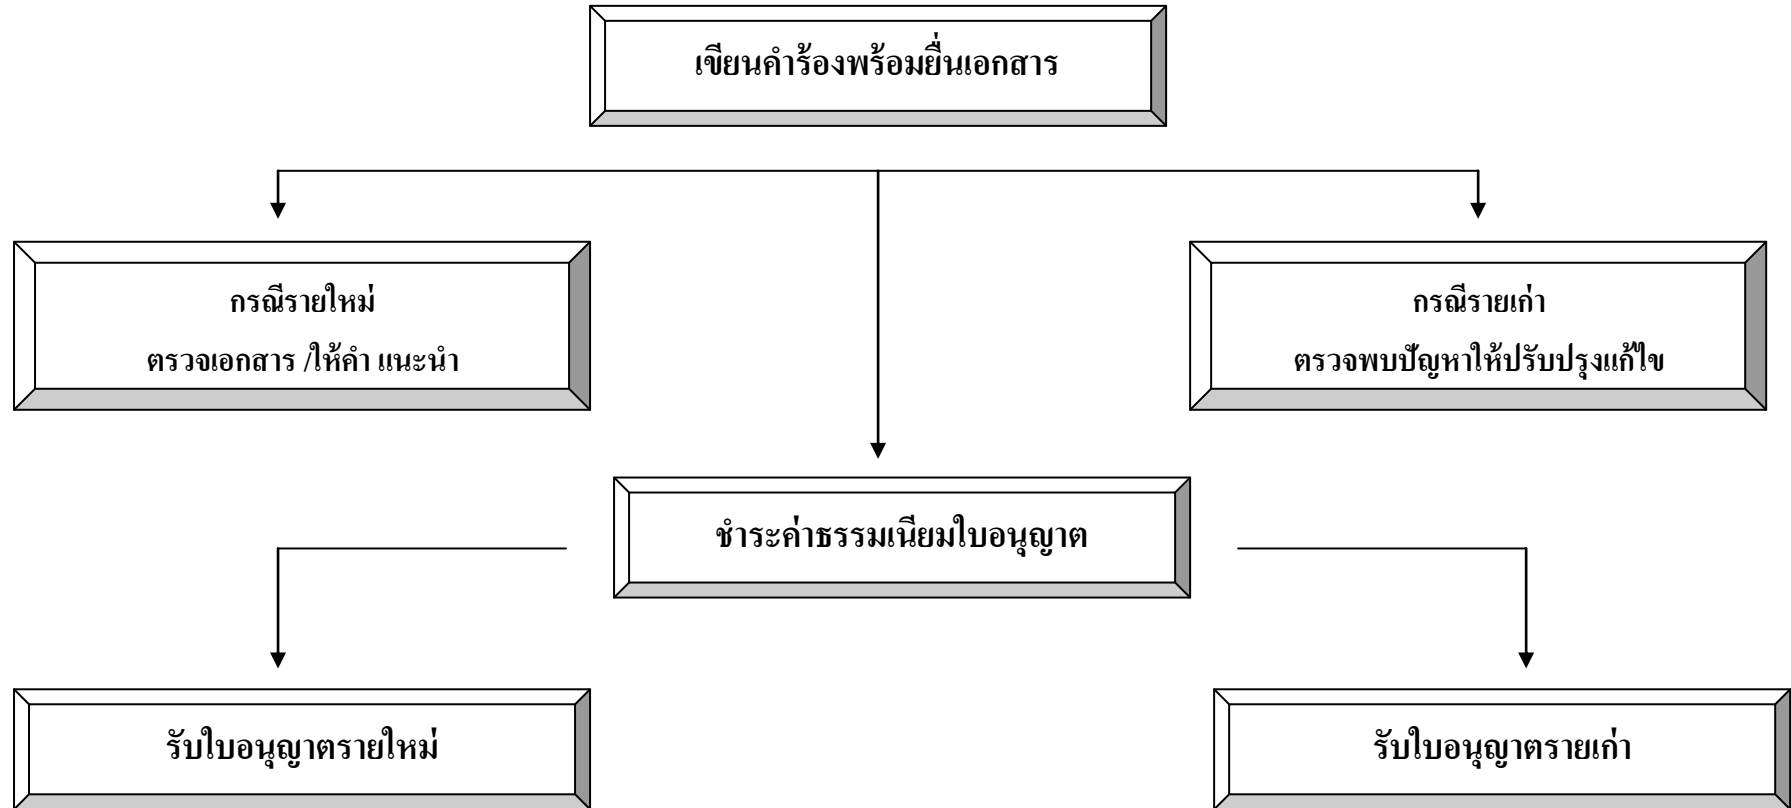 เขียนคำร้องพร้อมยื่นเอกสาร
กรณีรายใหม่
ตรวจเอกสาร /ให้คำ แนะนำ
กรณีรายเก่า
ตรวจพบปัญหาให้ปรับปรุงแก้ไข
ชำระค่าธรรมเนียมใบอนุญาต
รับใบอนุญาตรายใหม่
รับใบอนุญาตรายเก่า